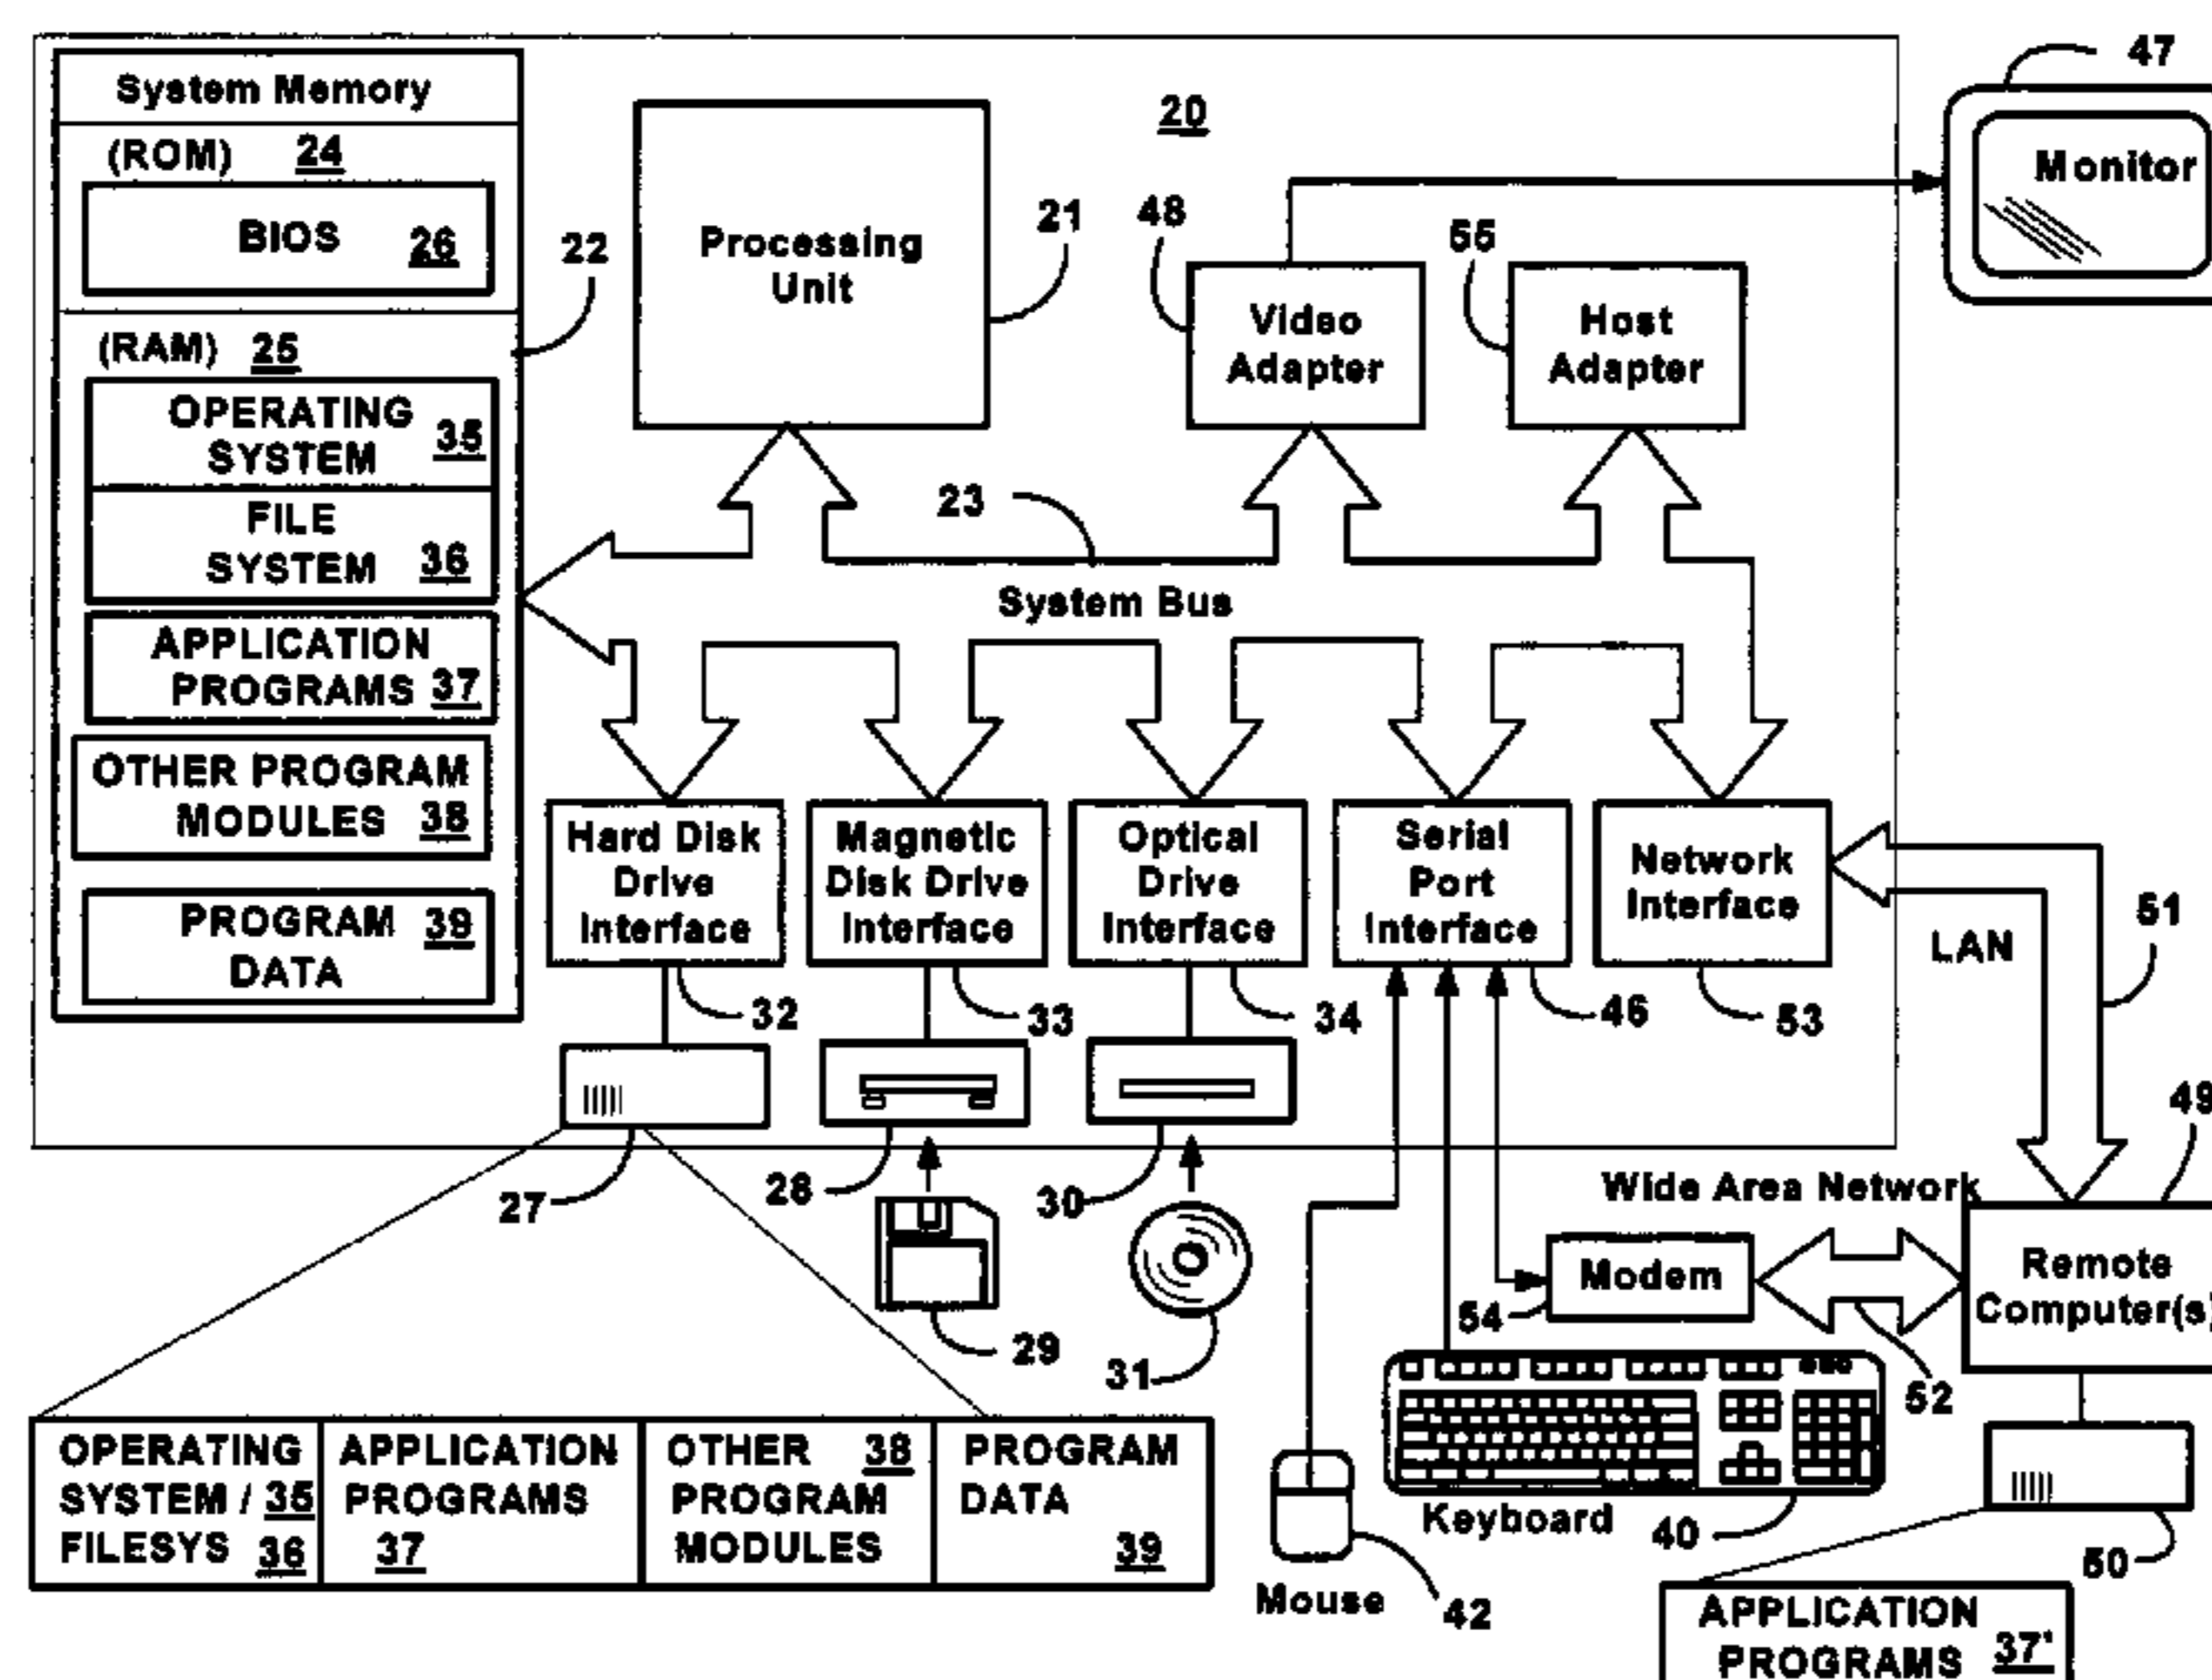 System Memory
(ROM) 24
BIOS 26
(RAM) 25
OPERATING
SYSTEM 35
FILE
SYSTEM 36
APPLICATION
PROGRAMS 37
OTHER PROGRAM
MODULES 38
PROGRAM 39
DATA
22
Processing
Unit
21
20
48
Video
Adapter
55
Host
Adapter
47
Monitor
23
System Bus
Hard Disk
Drive
Interface
32
Magnetic
Disk Drive
Interface
33
Optical
Drive
Interface
34
Serial
Port
Interface
46
Network
Interface
53
LAN
51
49
27
28
29
30
31
Wide Area Network
Modem
54
52
Remote
Computer(s)
50
Keyboard
40
Mouse
42
OPERATING
SYSTEM / 35
FILESYS 36
APPLICATION
PROGRAMS
37
OTHER 38
PROGRAM
MODULES
PROGRAM
DATA
39
APPLICATION
PROGRAMS 37'